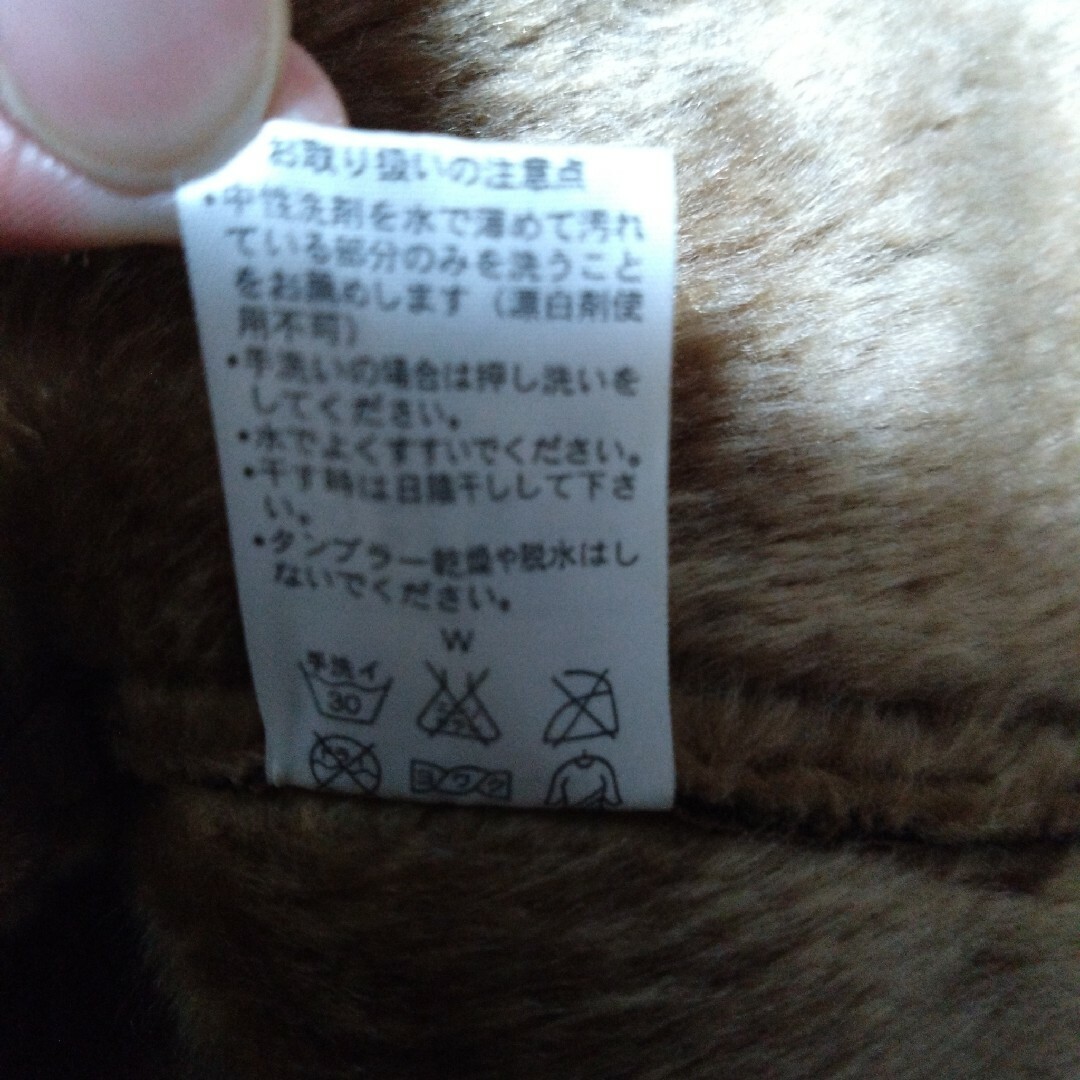 お取り扱いの注意点
・中性洗剤を水で薄めて汚れ
ている部分のみを洗うこと
をお薦めします（漂白剤使
用不可）
・手洗いの場合は押し洗いを
してください。
・水でよくすすいでください。
・干す時は日陰干しして下さ
い。
・タンブラー乾燥や脱水はし
ないでください。
W
手洗イ
30
ヨワク